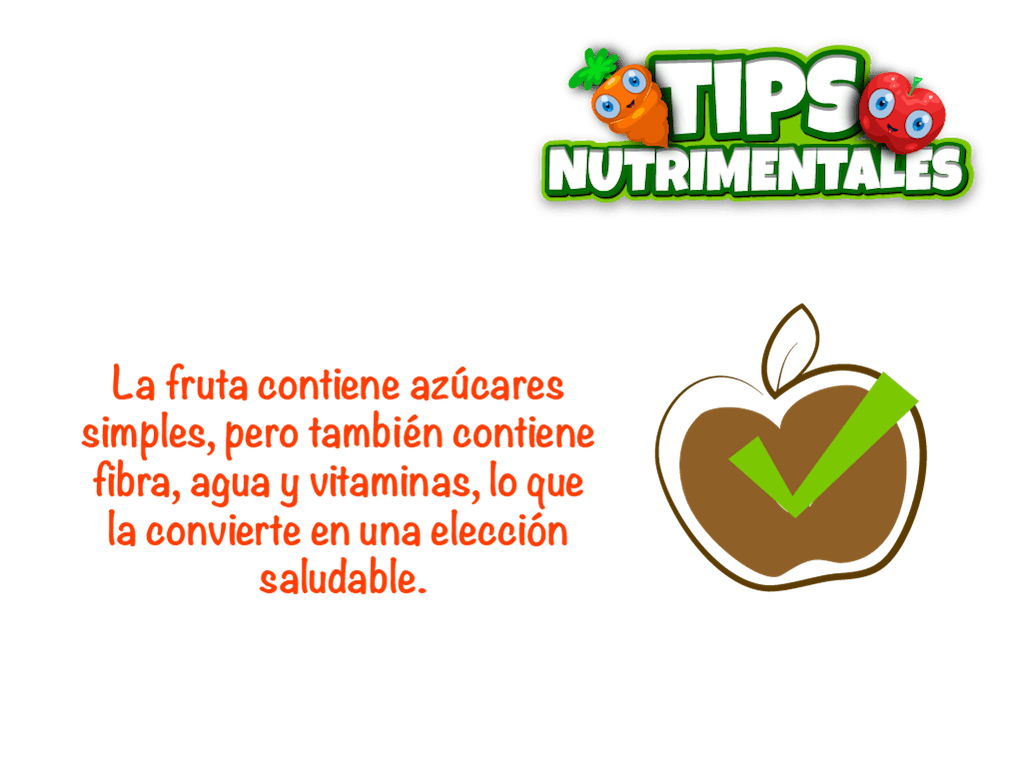 TIPS
NUTRIMENTALES
La fruta contiene azúcares
simples, pero también contiene
fibra, agua y vitaminas, lo que
la convierte en una elección
saludable.